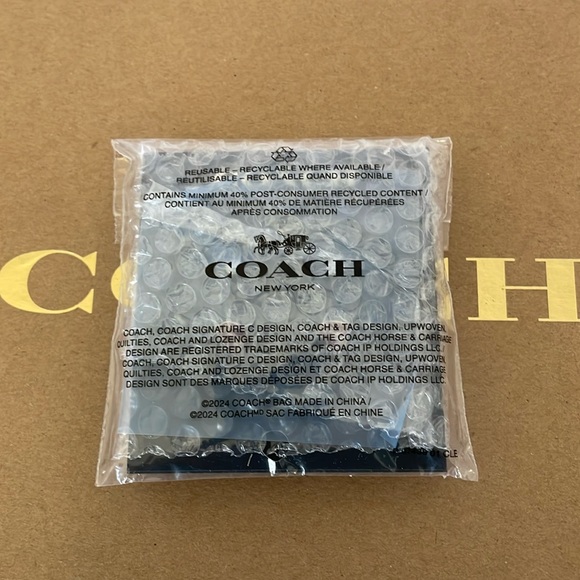 REUSABLE – RECYCLABLE WHERE AVAILABLE /
RÉUTILISABLE – RECYCLABLE QUAND DISPONIBLE
CONTAINS MINIMUM 40% POST-CONSUMER RECYCLED CONTENT /
CONTIENT AU MINIMUM 40% DE MATIÈRE RÉCUPÉRÉES
APRÈS CONSOMMATION
COACH
NEW YORK
COACH, COACH SIGNATURE C DESIGN, COACH & TAG DESIGN, UPWOVEN
QUILTIES, COACH AND LOZENGE DESIGN AND THE COACH HORSE & CARRIAGE
DESIGN ARE REGISTERED TRADEMARKS OF COACH IP HOLDINGS LLC. /
COACH, COACH SIGNATURE C DESIGN, COACH & TAG DESIGN, UPWOVEN
QUILTIES, COACH AND LOZENGE DESIGN ET COACH HORSE & CARRIAGE
DESIGN SONT DES MARQUES DÉPOSÉES DE COACH IP HOLDINGS LLC.
©2024 COACH® BAG MADE IN CHINA /
©2024 COACHᴹᴰ SAC FABRIQUÉ EN CHINE